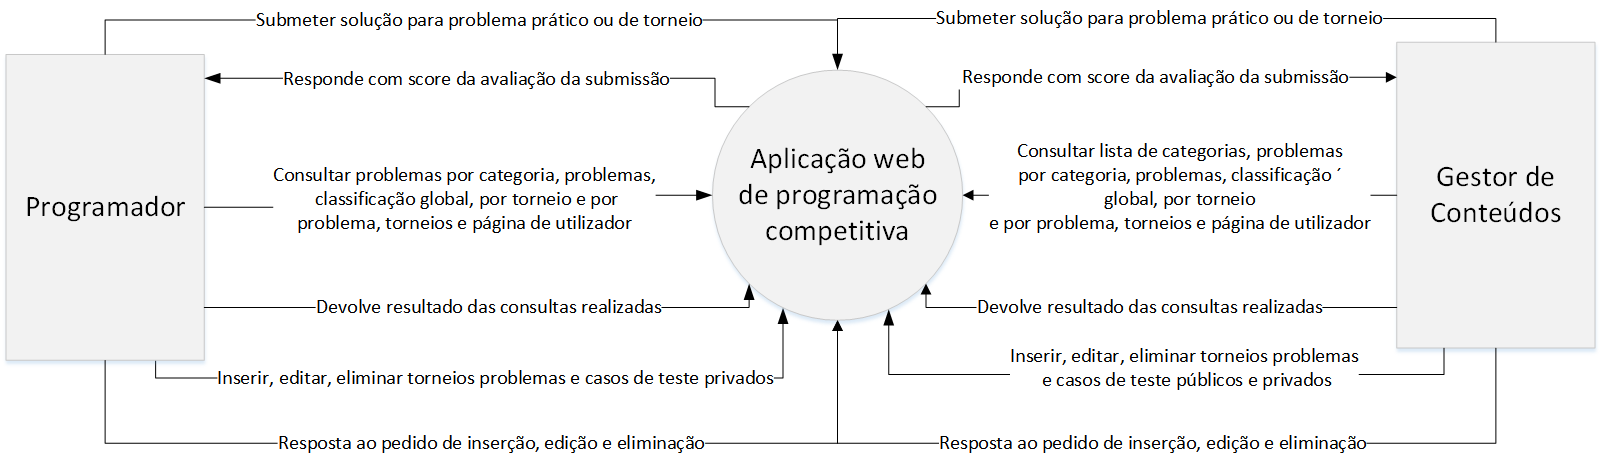 Submeter solução para problema prático ou de torneio
Submeter solução para problema prático ou de torneio
Responde com score da avaliação da submissão
Responde com score da avaliação da submissão
Programador
Consultar problemas por categoria, problemas,
classificação global, por torneio e por
problema, torneios e página de utilizador
Aplicação web
de programação
competitiva
Consultar lista de categorias, problemas
por categoria, problemas, classificação ´
global, por torneio
e por problema, torneios e página de utilizador
Gestor de
Conteúdos
Devolve resultado das consultas realizadas
Devolve resultado das consultas realizadas
Inserir, editar, eliminar torneios problemas e casos de teste privados
Inserir, editar, eliminar torneios problemas
e casos de teste públicos e privados
Resposta ao pedido de inserção, edição e eliminação
Resposta ao pedido de inserção, edição e eliminação